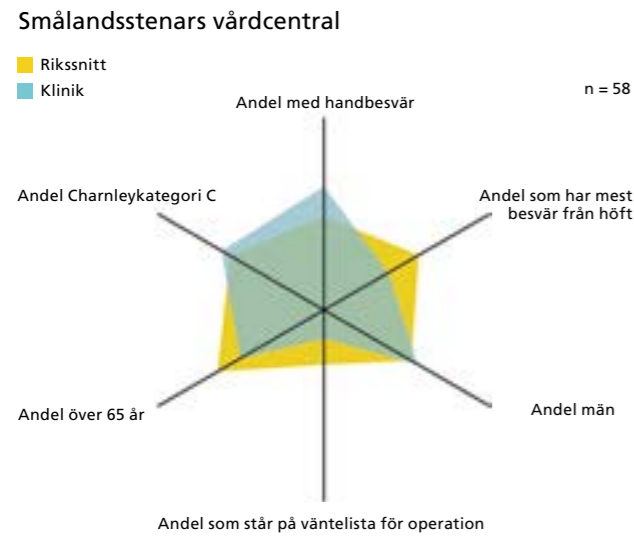 Smålandsstenars vårdcentral
Rikssnitt
Klinik
n = 58
Andel med handbesvär
Andel Charnleykategori C
Andel som har mest
besvär från höft
Andel över 65 år
Andel män
Andel som står på väntelista för operation